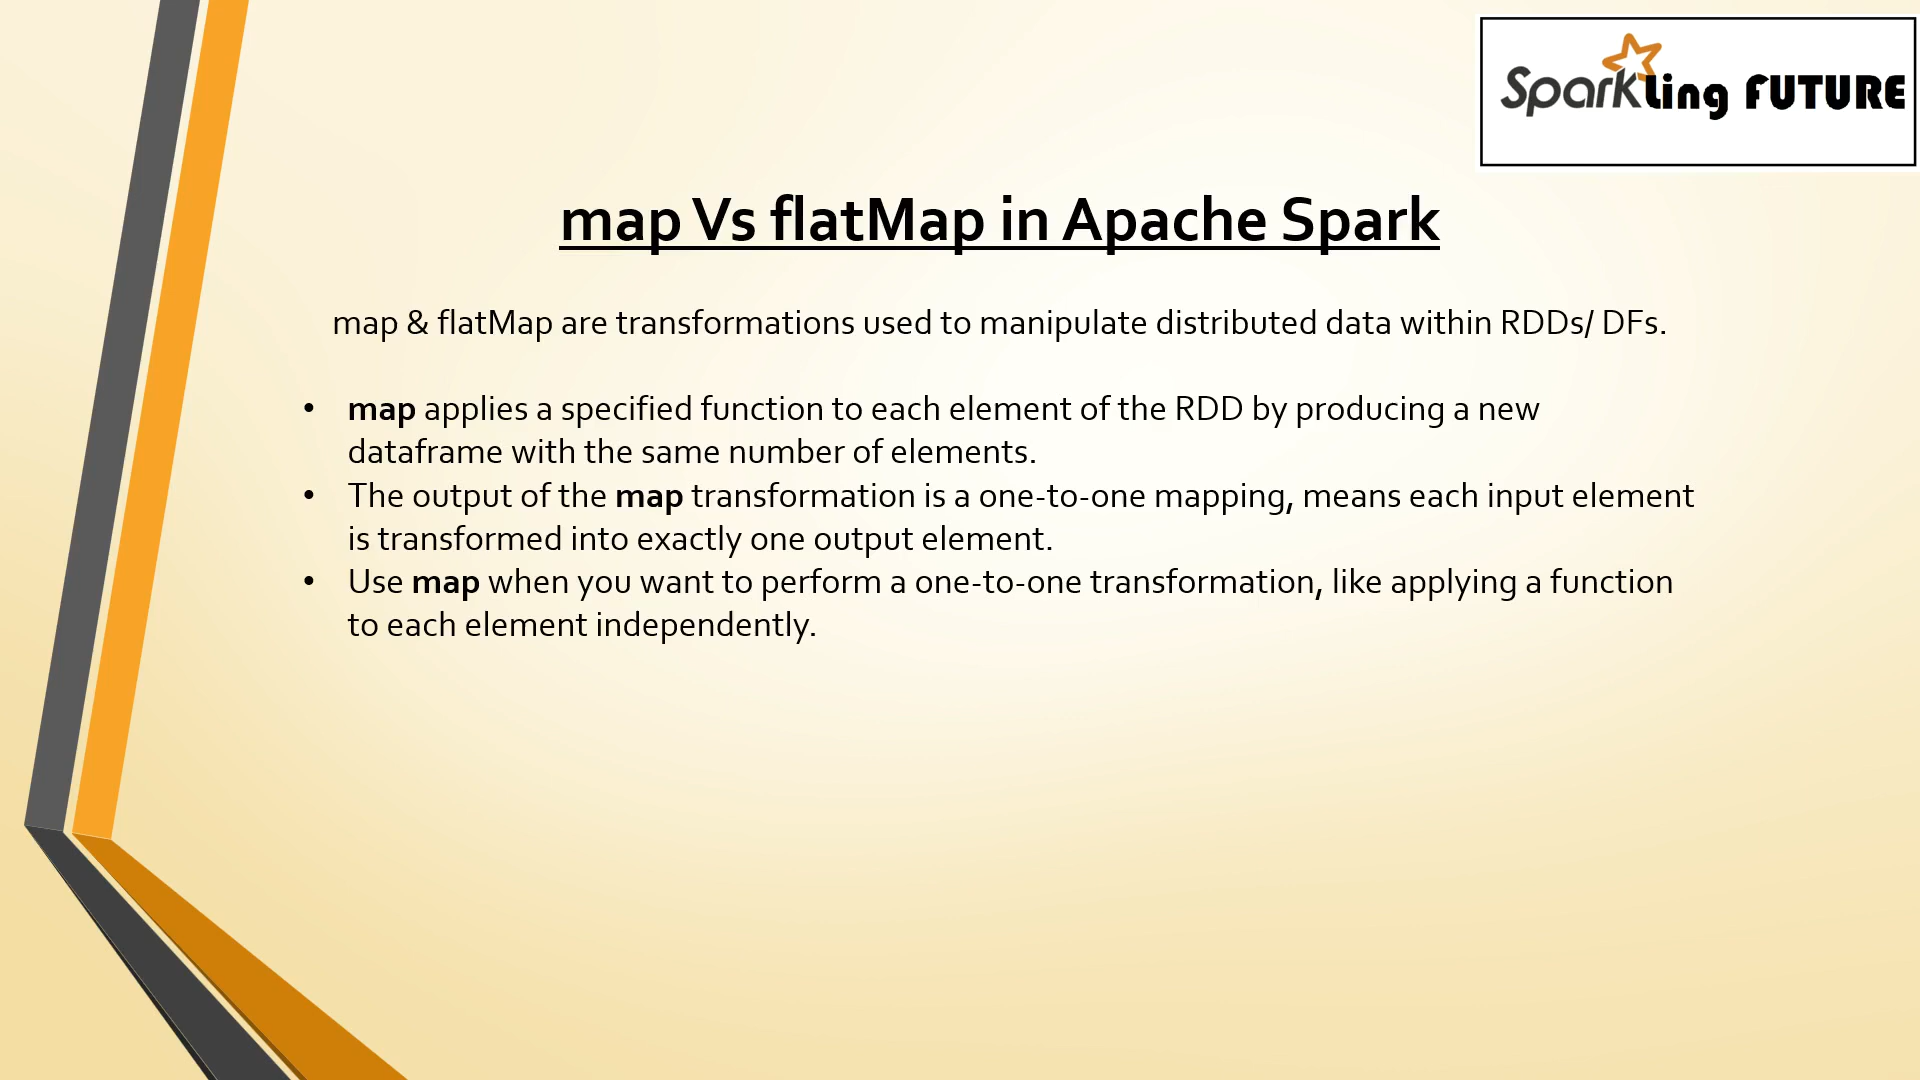 SparkLing FUTURE
map Vs flatMap in Apache Spark
map & flatMap are transformations used to manipulate distributed data within RDDs/ DFs.
• map applies a specified function to each element of the RDD by producing a new
dataframe with the same number of elements.
• The output of the map transformation is a one-to-one mapping, means each input element
is transformed into exactly one output element.
• Use map when you want to perform a one-to-one transformation, like applying a function
to each element independently.